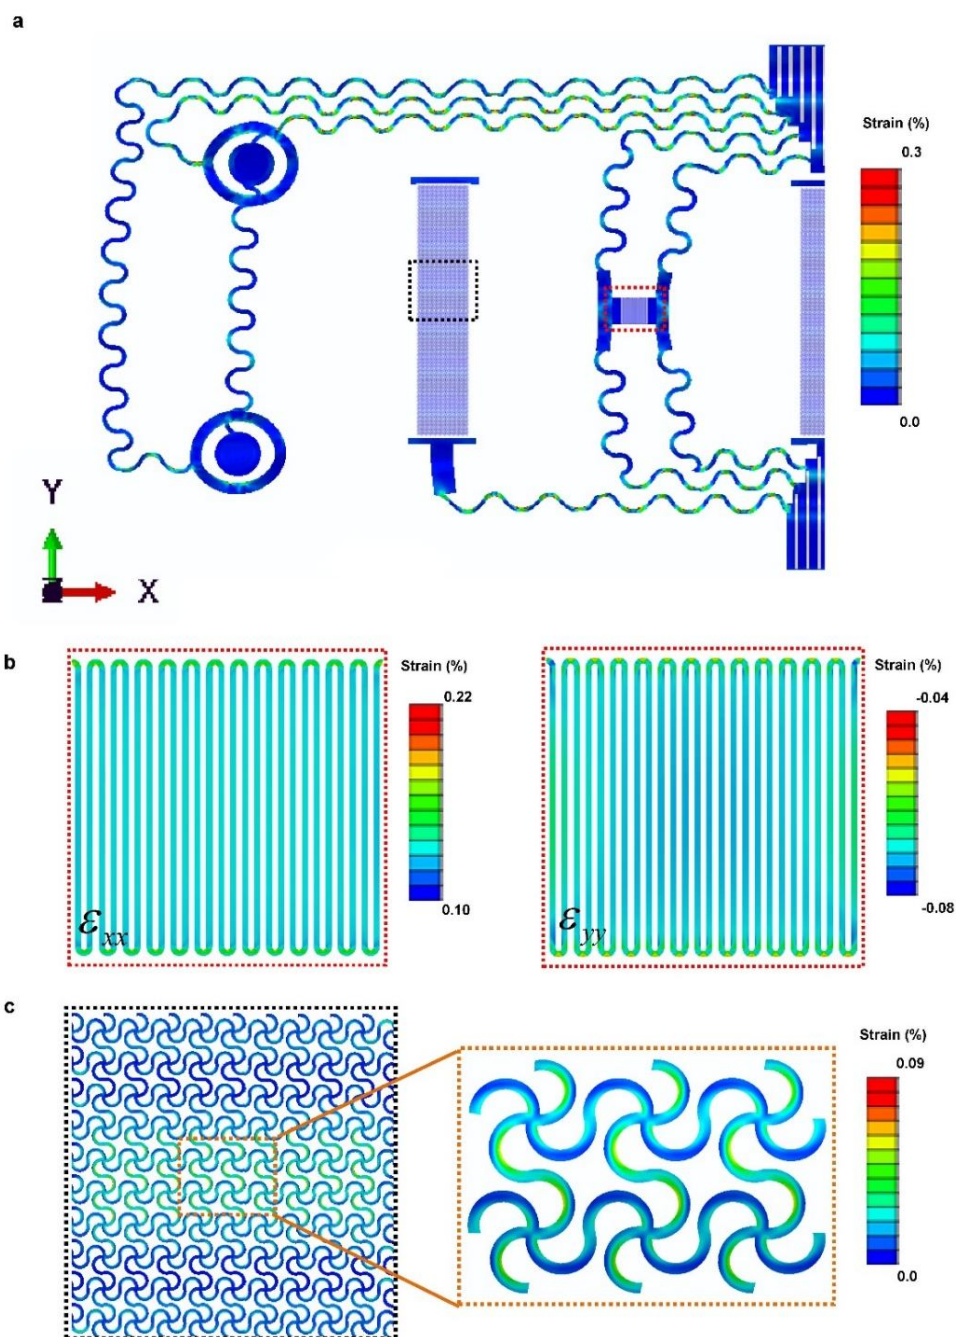 a
Strain (%)
0.3
0.0
Y
X
b
Strain (%)
0.22
0.10
εxx
Strain (%)
-0.04
-0.08
εyy
c
Strain (%)
0.09
0.0